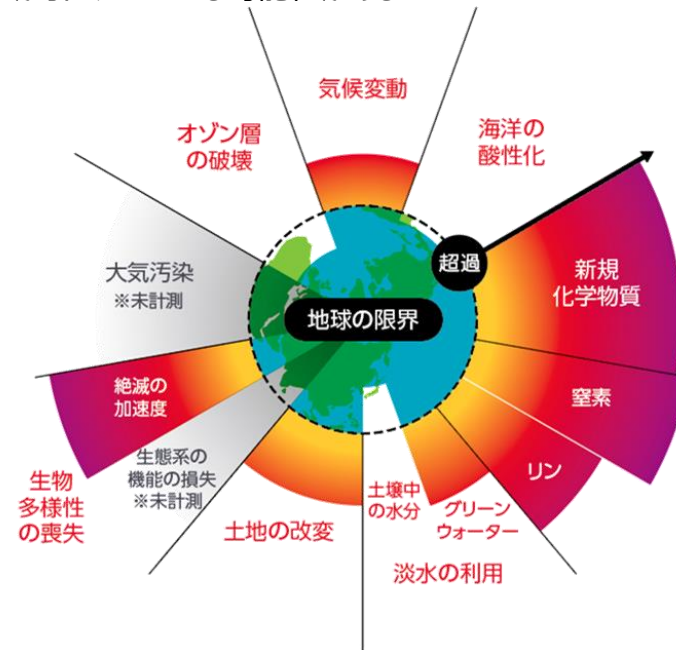 気候変動
オゾン層
の破壊
海洋の
酸性化
超過
新規
化学物質
大気汚染
※未計測
地球の限界
絶滅の
加速度
窒素
生態系の
機能の損失
※未計測
リン
生物
多様性
の喪失
土地の改変
土壌中
の水分
グリーン
ウォーター
淡水の利用